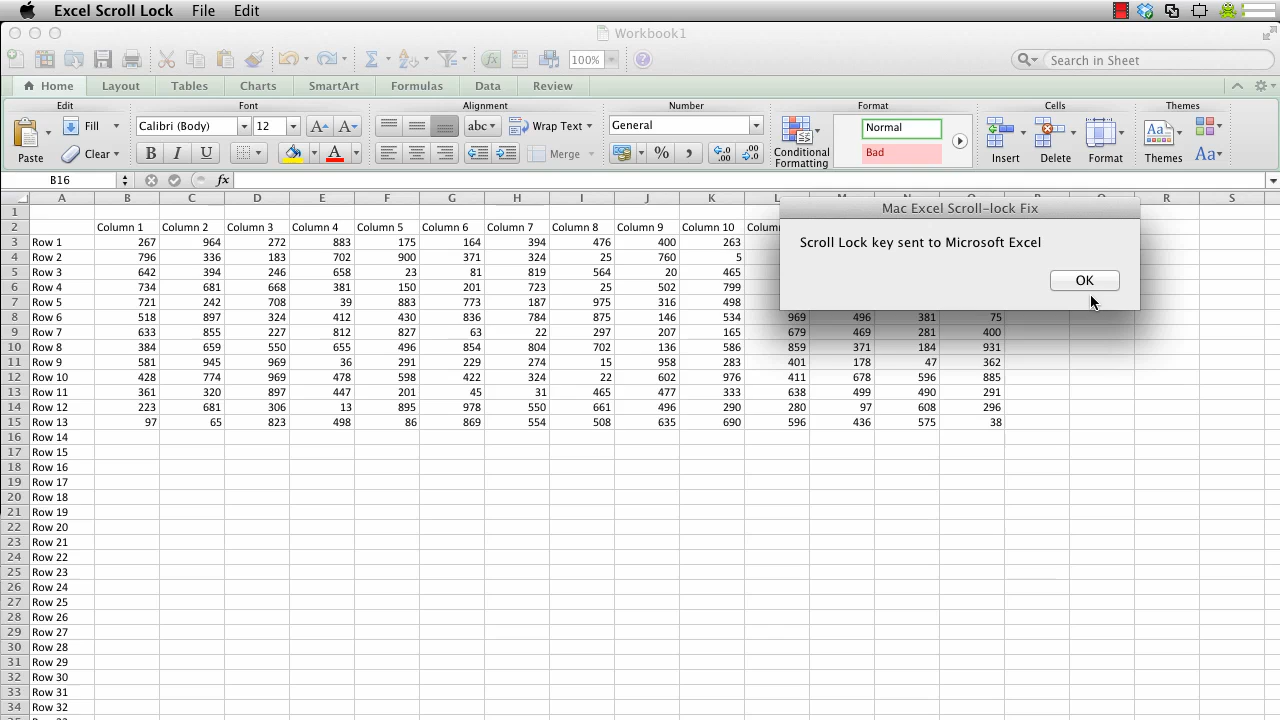 Excel Scroll Lock File Edit
Workbook1
100% Search in Sheet
Home Layout Tables Charts SmartArt Formulas Data Review
Edit Font Alignment Number Format Cells Themes
Fill Calibri (Body) 12 A A abc Wrap Text General Normal
Paste Clear B I U A Merge % , .0 .00 .00 .0 Conditional Formatting Bad Insert Delete Format Themes Aa Aa
B16 fx
A B C D E F G H I J K L M N O P Q R S
Mac Excel Scroll-lock Fix
Scroll Lock key sent to Microsoft Excel
OK
1
2 Column 1 Column 2 Column 3 Column 4 Column 5 Column 6 Column 7 Column 8 Column 9 Column 10
3 Row 1 267 964 272 883 175 164 394 476 400 263
4 Row 2 796 336 183 702 900 371 324 25 760 5
5 Row 3 642 394 246 658 23 81 819 564 20 465
6 Row 4 734 681 668 381 150 201 723 25 502 799
7 Row 5 721 242 708 39 883 773 187 975 316 498
8 Row 6 518 897 324 412 430 836 784 875 146 534 969 496 381 75
9 Row 7 633 855 227 812 827 63 22 297 207 165 679 469 281 400
10 Row 8 384 659 550 655 496 854 804 702 136 586 859 371 184 931
11 Row 9 581 945 969 36 291 229 274 15 958 283 401 178 47 362
12 Row 10 428 774 969 478 598 422 324 22 602 976 411 678 596 885
13 Row 11 361 320 897 447 201 45 31 465 477 333 638 499 490 291
14 Row 12 223 681 306 13 895 978 550 661 496 290 280 97 608 296
15 Row 13 97 65 823 498 86 869 554 508 635 690 596 436 575 38
16 Row 14
17 Row 15
18 Row 16
19 Row 17
20 Row 18
21 Row 19
22 Row 20
23 Row 21
24 Row 22
25 Row 23
26 Row 24
27 Row 25
28 Row 26
29 Row 27
30 Row 28
31 Row 29
32 Row 30
33 Row 31
34 Row 32